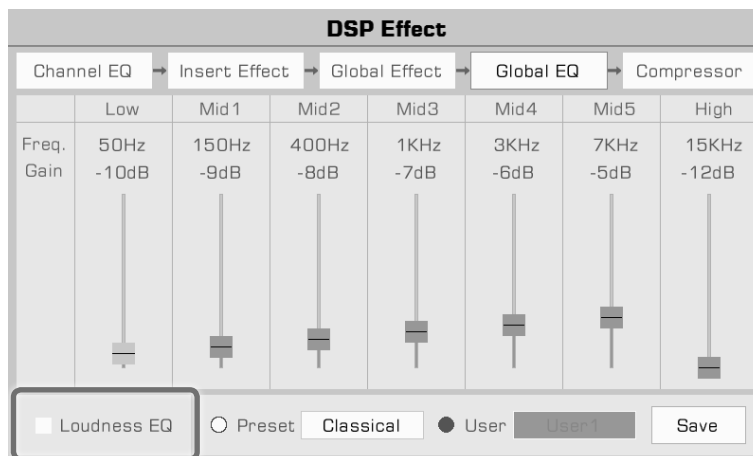 DSP Effect
Channel EQ Insert Effect Global Effect Global EQ Compressor
Low Mid1 Mid2 Mid3 Mid4 Mid5 High
Freq. 50Hz 150Hz 400Hz 1KHz 3KHz 7KHz 15KHz
Gain -10dB -9dB -8dB -7dB -6dB -5dB -12dB
Loudness EQ Preset Classical User User1 Save